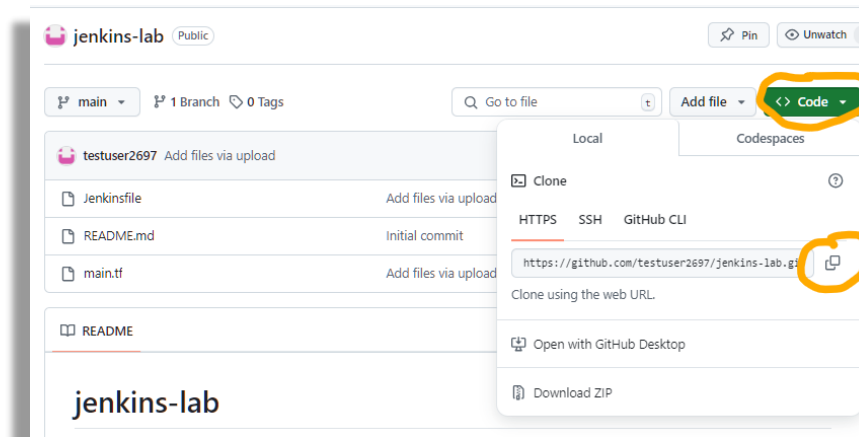 jenkins-lab Public Pin Unwatch
main 1 Branch 0 Tags Go to file t Add file <> Code
testuser2697 Add files via upload
Local Codespaces
Clone
Jenkinsfile Add files via upload
HTTPS SSH GitHub CLI
README.md Initial commit
https://github.com/testuser2697/jenkins-lab.gi
main.tf Add files via upload
Clone using the web URL.
README
Open with GitHub Desktop
Download ZIP
jenkins-lab